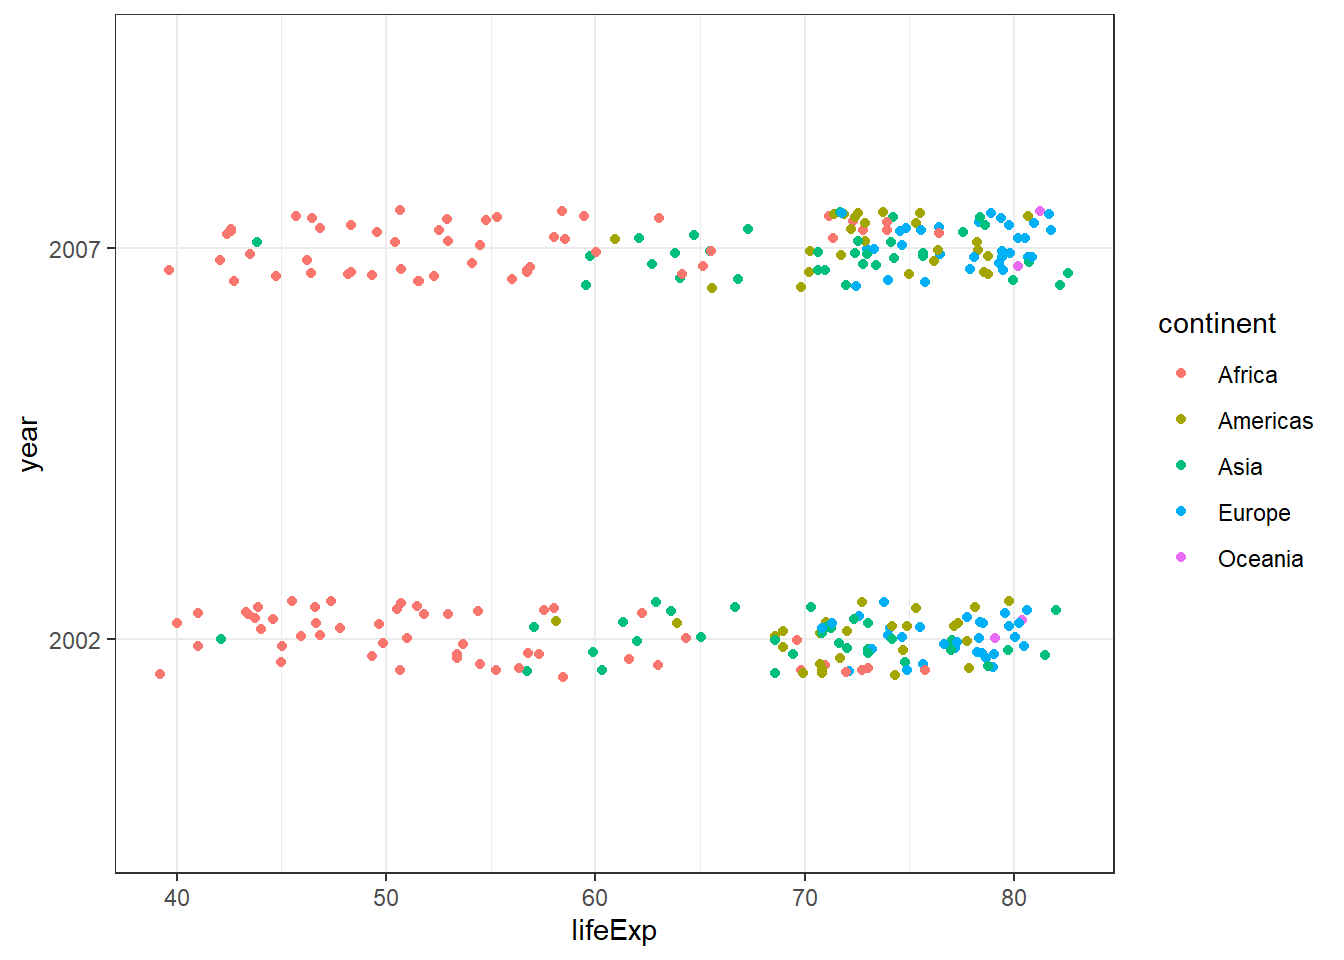 year
2007
2002
40 50 60 70 80
lifeExp
continent
Africa
Americas
Asia
Europe
Oceania